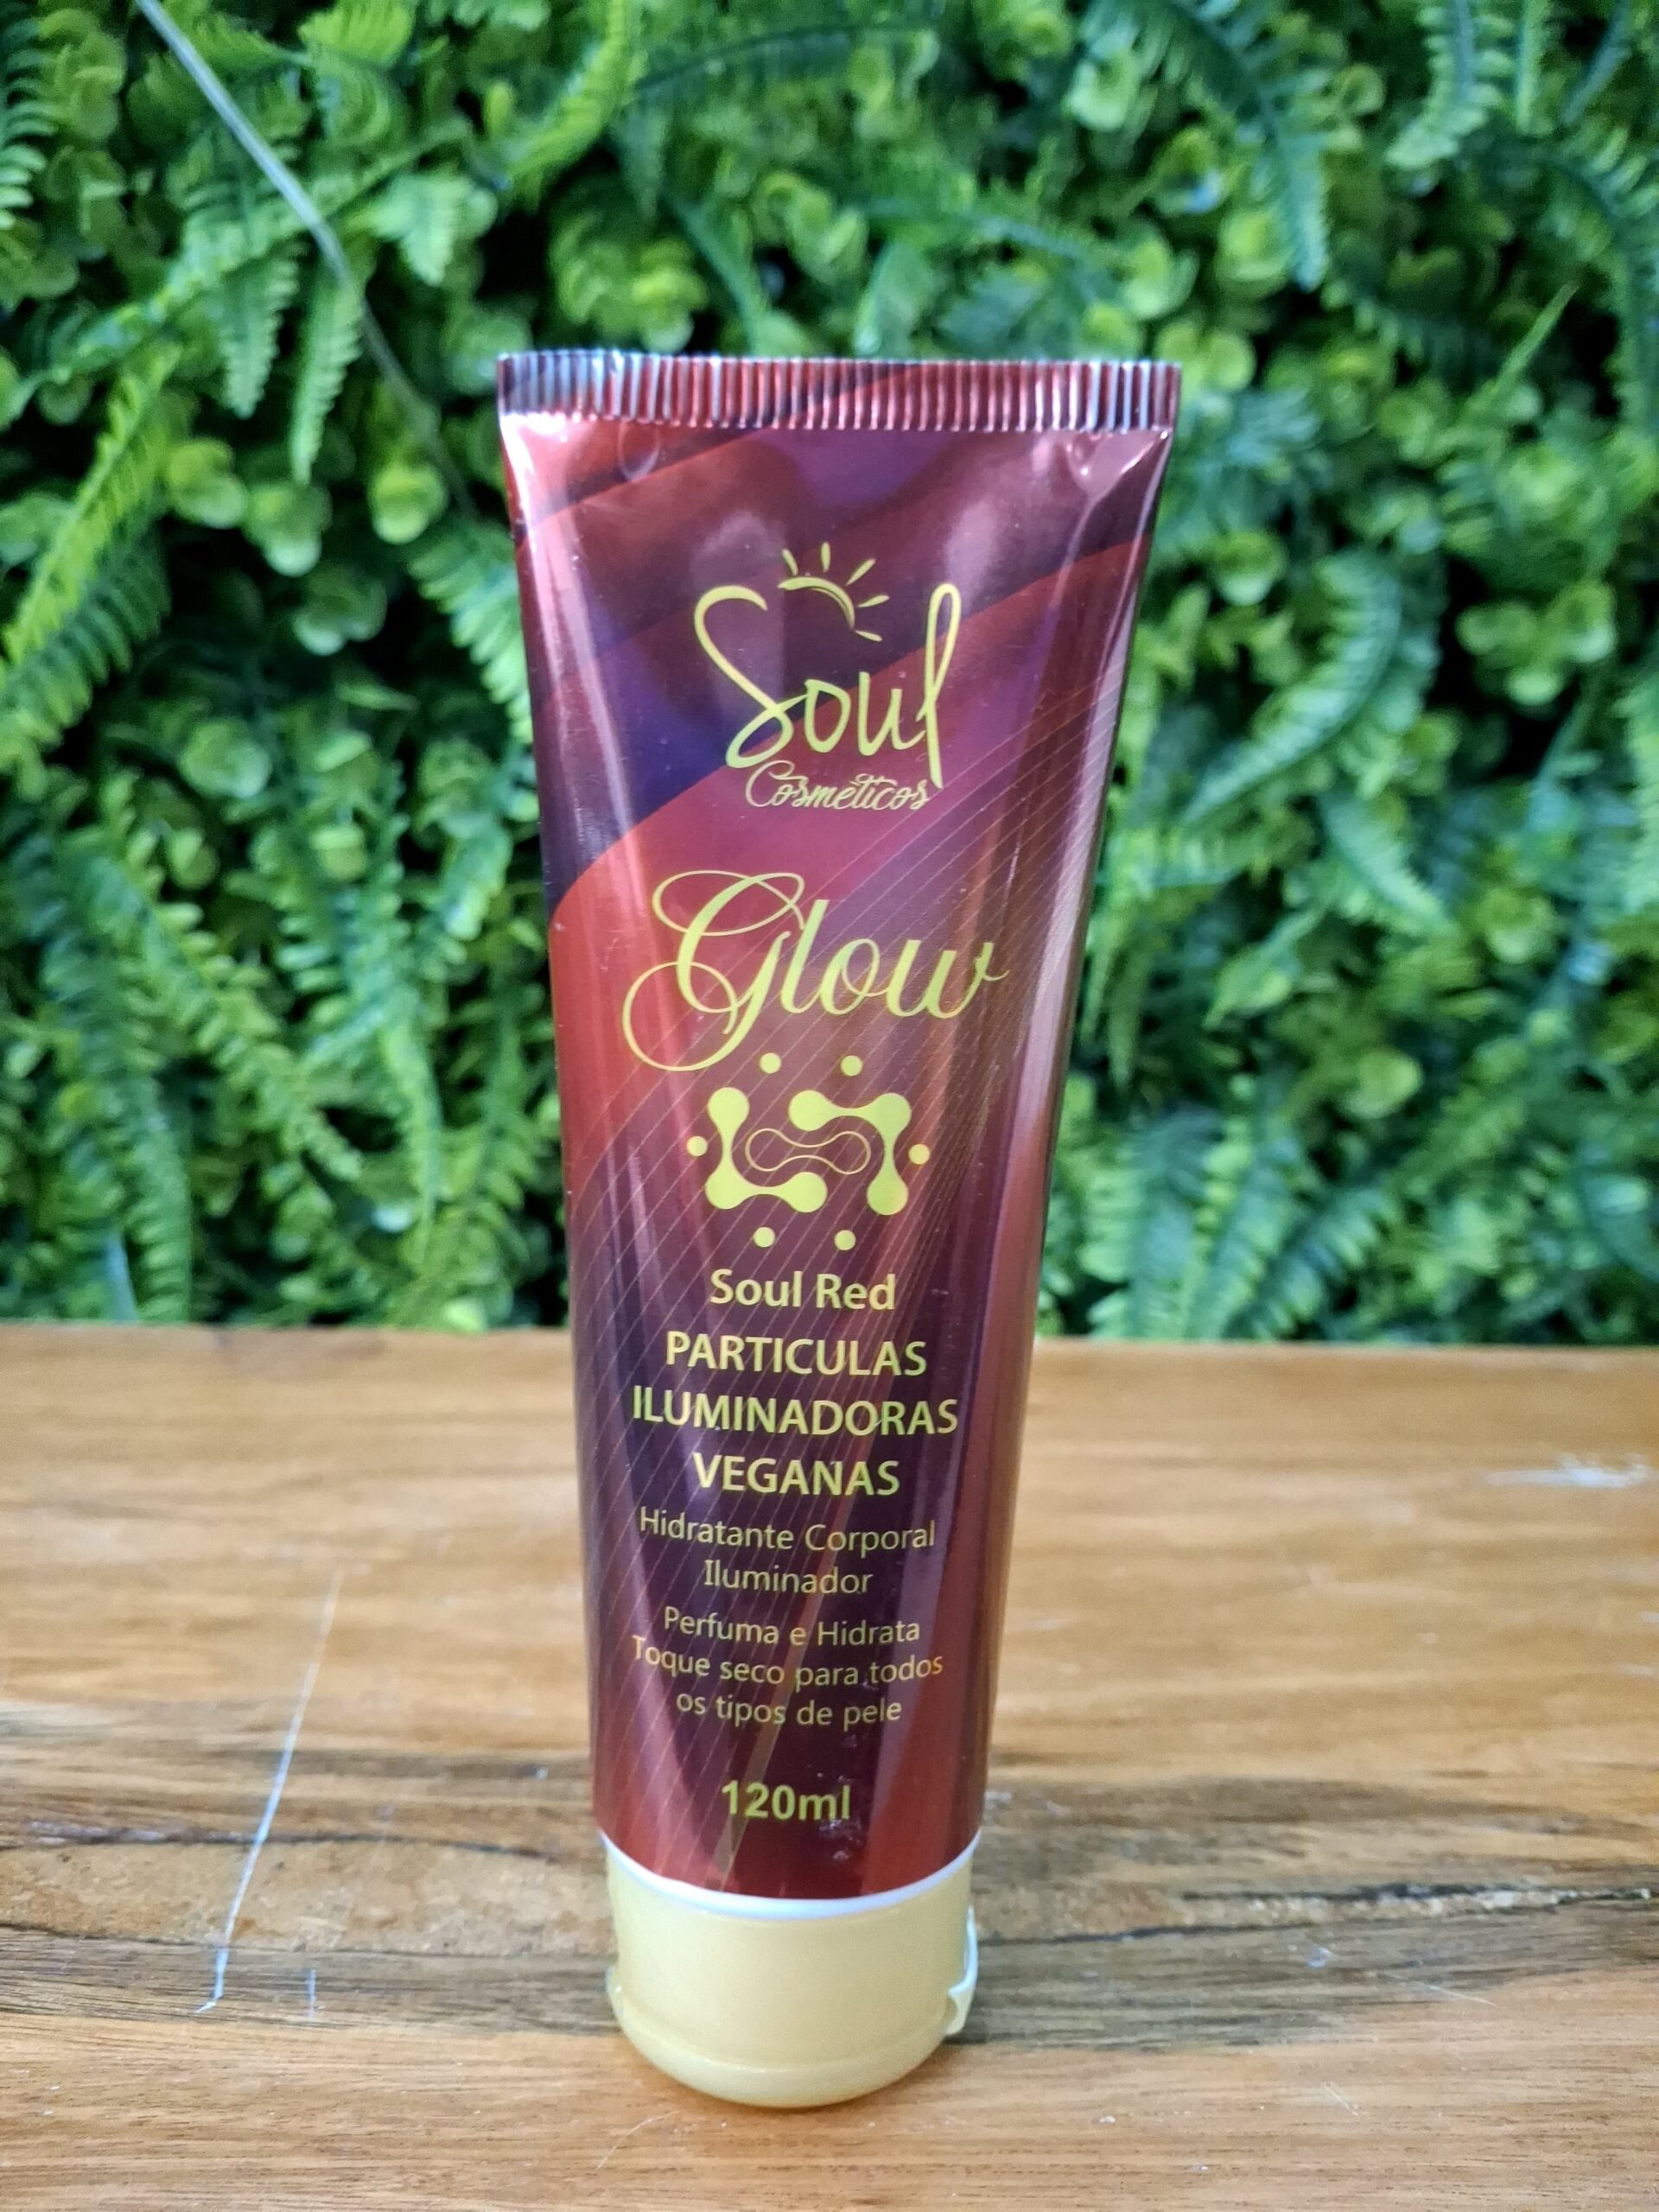 Soul
Cosméticos
Glow
Soul Red
PARTICULAS
ILUMINADORAS
VEGANAS
Hidratante Corporal
Iluminador
Perfuma e Hidrata
Toque seco para todos
os tipos de pele
120ml